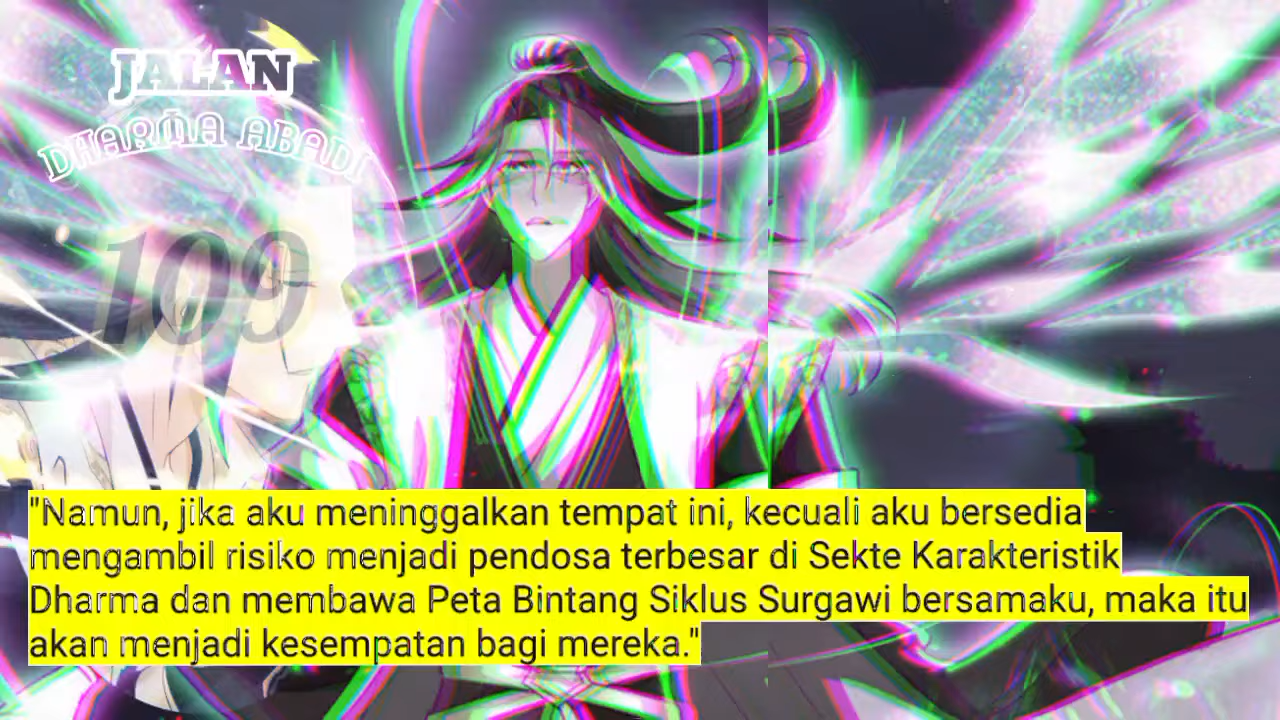 JALAN
DHARMA ABADI
109
"Namun, jika aku meninggalkan tempat ini, kecuali aku bersedia
mengambil risiko menjadi pendosa terbesar di Sekte Karakteristik
Dharma dan membawa Peta Bintang Siklus Surgawi bersamaku, maka itu
akan menjadi kesempatan bagi mereka."